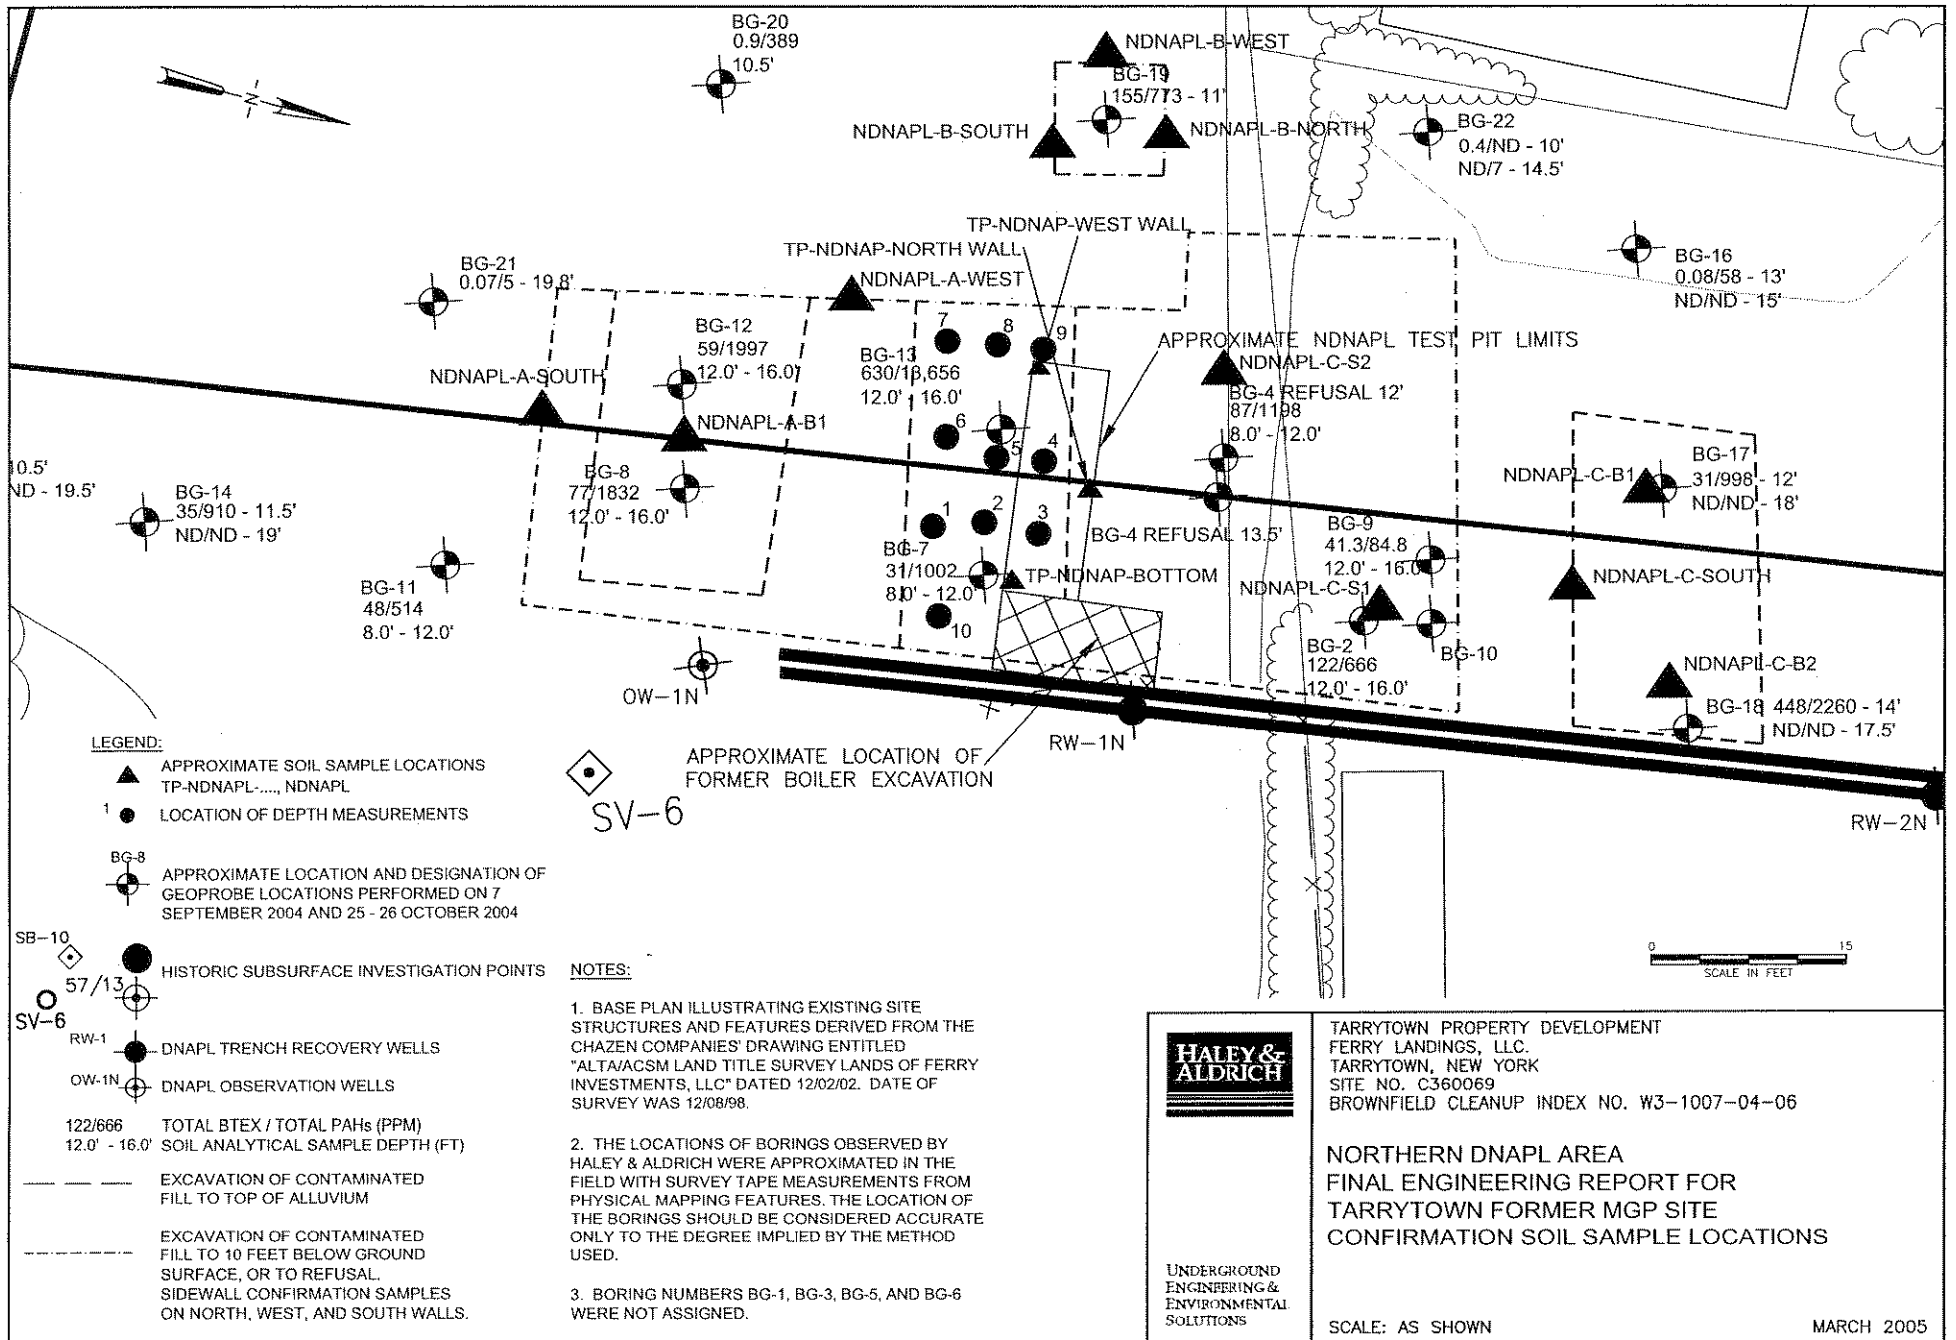 BG-20
0.9/389
10.5'
NDNAPL-B-WEST
BG-19
155/773 - 11'
NDNAPL-B-SOUTH
NDNAPL-B-NORTH
BG-22
0.4/ND - 10'
ND/7 - 14.5'
N
TP-NDNAP-WEST WALL
TP-NDNAP-NORTH WALL
NDNAPL-A-WEST
BG-21
0.07/5 - 19.8'
BG-16
0.08/58 - 13'
ND/ND - 15'
BG-12
59/1997
12.0' - 16.0'
7
8
9
BG-13
630/13,656
12.0' - 16.0'
APPROXIMATE NDNAPL TEST PIT LIMITS
NDNAPL-C-S2
BG-4 REFUSAL 12'
87/1198
8.0' - 12.0'
NDNAPL-A-SOUTH
NDNAPL-A-B1
6
5
4
10.5'
ND - 19.5'
BG-14
35/910 - 11.5'
ND/ND - 19'
BG-8
77/1832
12.0' - 16.0'
NDNAPL-C-B1
BG-17
31/998 - 12'
ND/ND - 18'
1
2
3
BG-4 REFUSAL 13.5'
BG-9
41.3/84.8
12.0' - 16.0'
BG-7
31/1002
8.0' - 12.0'
TP-NDNAP-BOTTOM
NDNAPL-C-S1
NDNAPL-C-SOUTH
BG-11
48/514
8.0' - 12.0'
10
BG-2
122/666
12.0' - 16.0'
BG-10
NDNAPL-C-B2
BG-18 448/2260 - 14'
ND/ND - 17.5'
OW-1N
RW-1N
RW-2N
APPROXIMATE LOCATION OF
FORMER BOILER EXCAVATION
SV-6
LEGEND:
APPROXIMATE SOIL SAMPLE LOCATIONS
TP-NDNAPL-...., NDNAPL
1
LOCATION OF DEPTH MEASUREMENTS
BG-8
APPROXIMATE LOCATION AND DESIGNATION OF
GEOPROBE LOCATIONS PERFORMED ON 7
SEPTEMBER 2004 AND 25 - 26 OCTOBER 2004
SB-10
57/13
SV-6
HISTORIC SUBSURFACE INVESTIGATION POINTS
RW-1
DNAPL TRENCH RECOVERY WELLS
OW-1N
DNAPL OBSERVATION WELLS
122/666 TOTAL BTEX / TOTAL PAHs (PPM)
12.0' - 16.0' SOIL ANALYTICAL SAMPLE DEPTH (FT)
EXCAVATION OF CONTAMINATED
FILL TO TOP OF ALLUVIUM
EXCAVATION OF CONTAMINATED
FILL TO 10 FEET BELOW GROUND
SURFACE, OR TO REFUSAL.
SIDEWALL CONFIRMATION SAMPLES
ON NORTH, WEST, AND SOUTH WALLS.
NOTES:
1. BASE PLAN ILLUSTRATING EXISTING SITE
STRUCTURES AND FEATURES DERIVED FROM THE
CHAZEN COMPANIES' DRAWING ENTITLED
"ALTA/ACSM LAND TITLE SURVEY LANDS OF FERRY
INVESTMENTS, LLC" DATED 12/02/02. DATE OF
SURVEY WAS 12/08/98.
2. THE LOCATIONS OF BORINGS OBSERVED BY
HALEY & ALDRICH WERE APPROXIMATED IN THE
FIELD WITH SURVEY TAPE MEASUREMENTS FROM
PHYSICAL MAPPING FEATURES. THE LOCATION OF
THE BORINGS SHOULD BE CONSIDERED ACCURATE
ONLY TO THE DEGREE IMPLIED BY THE METHOD
USED.
3. BORING NUMBERS BG-1, BG-3, BG-5, AND BG-6
WERE NOT ASSIGNED.
0 15
SCALE IN FEET
HALEY &
ALDRICH
UNDERGROUND
ENGINEERING &
ENVIRONMENTAL
SOLUTIONS
TARRYTOWN PROPERTY DEVELOPMENT
FERRY LANDINGS, LLC.
TARRYTOWN, NEW YORK
SITE NO. C360069
BROWNFIELD CLEANUP INDEX NO. W3-1007-04-06
NORTHERN DNAPL AREA
FINAL ENGINEERING REPORT FOR
TARRYTOWN FORMER MGP SITE
CONFIRMATION SOIL SAMPLE LOCATIONS
SCALE: AS SHOWN
MARCH 2005